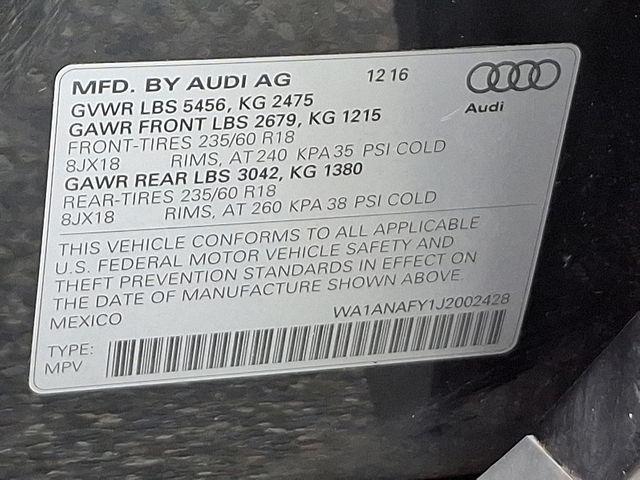 MFD. BY AUDI AG 12 16
Audi
GVWR LBS 5456, KG 2475
GAWR FRONT LBS 2679, KG 1215
FRONT-TIRES 235/60 R18
8JX18 RIMS, AT 240 KPA 35 PSI COLD
GAWR REAR LBS 3042, KG 1380
REAR-TIRES 235/60 R18
8JX18 RIMS, AT 260 KPA 38 PSI COLD
THIS VEHICLE CONFORMS TO ALL APPLICABLE
U.S. FEDERAL MOTOR VEHICLE SAFETY AND
THEFT PREVENTION STANDARDS IN EFFECT ON
THE DATE OF MANUFACTURE SHOWN ABOVE.
MEXICO WA1ANAFY1J2002428
TYPE:
MPV